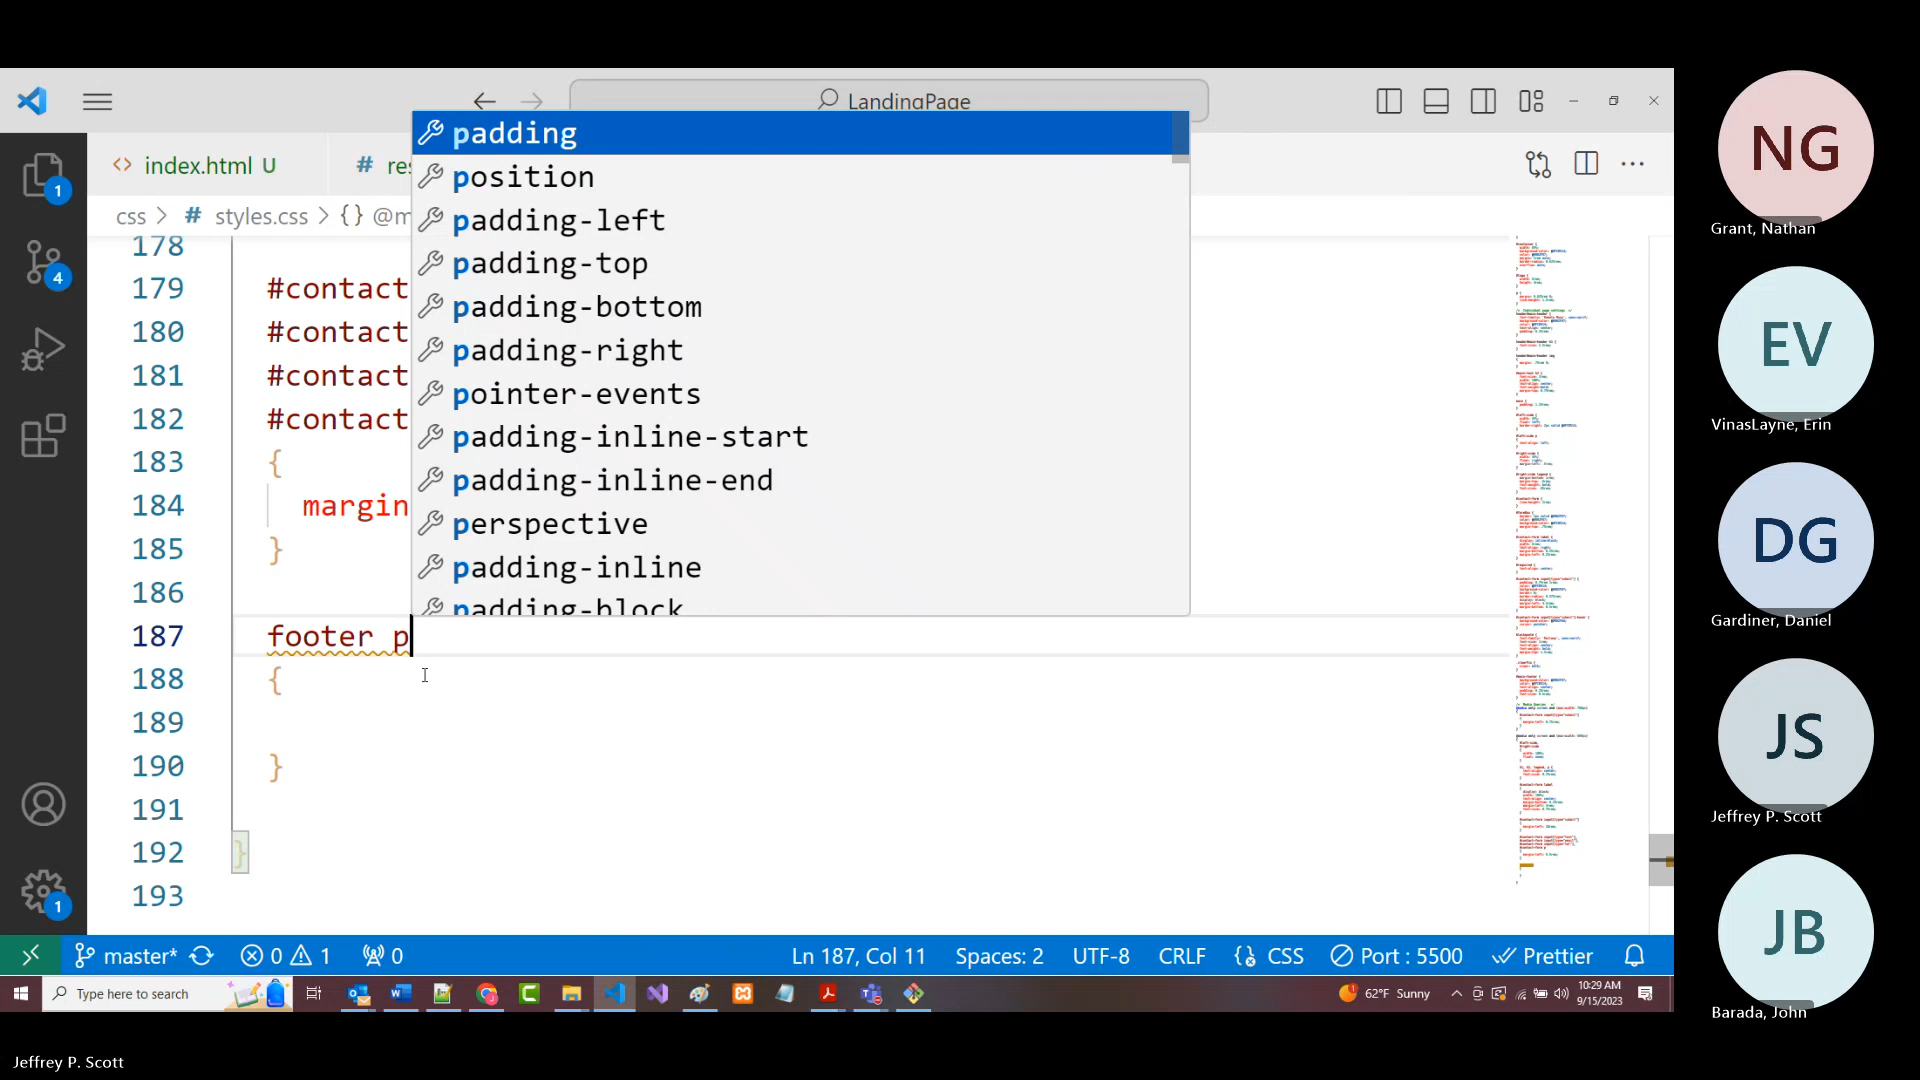 LandingPage
index.html U
# res
css > # styles.css > {} @m
178
179 #contact
180 #contact
181 #contact
182 #contact
183 {
184 margin
185 }
186
187 footer p
188 {
189
190 }
191
192 }
193
padding
position
padding-left
padding-top
padding-bottom
padding-right
pointer-events
padding-inline-start
padding-inline-end
perspective
padding-inline
padding-block
1
4
1
master* 0 1 0
Ln 187, Col 11 Spaces: 2 UTF-8 CRLF CSS Port : 5500 Prettier
Type here to search
62°F Sunny
10:29 AM
9/15/2023
NG
Grant, Nathan
EV
VinasLayne, Erin
DG
Gardiner, Daniel
JS
Jeffrey P. Scott
JB
Barada, John
Jeffrey P. Scott